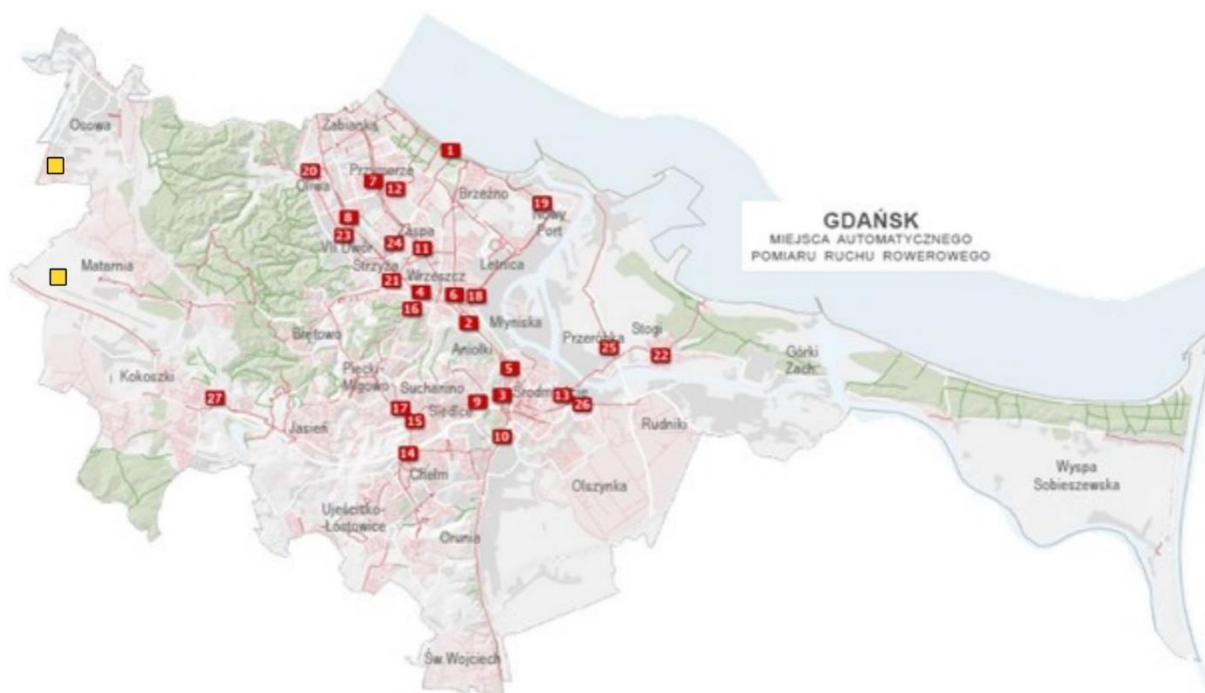 Osowa
Żabianka
1
20
Oliwa
Przymorze
7
12
Brzeźno
19
Nowy
Port
GDAŃSK
MIEJSCA AUTOMATYCZNEGO
POMIARU RUCHU ROWEROWEGO
8
23
VII Dwór
24
Zaspa
11
Strzyża
Letnica
Matarnia
21
Wrzeszcz
4
6
18
16
2
Młyniska
Brętowo
Aniołki
Przeróbka
Stogi
25
22
Górki
Zach.
5
Piecki-
Migowo
Kokoszki
27
Suchanino
Siedlce
9
3
13
26
17
15
Jasień
Rudniki
10
14
Chełm
Olszynka
Wyspa
Sobieszewska
Ujeścisko-
Łostowice
Orunia
Św.Wojciech